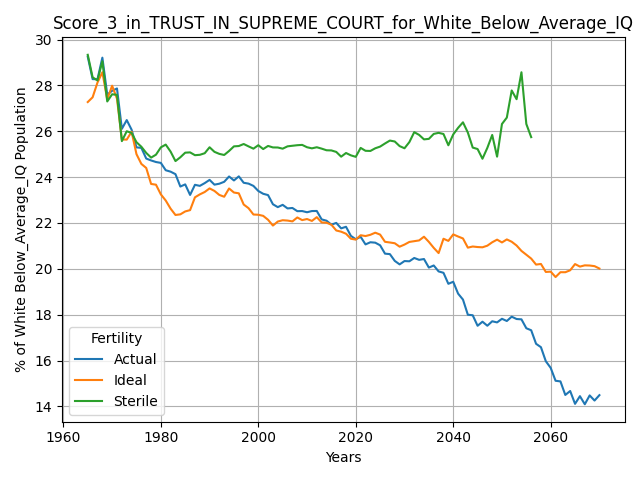 Score_3_in_TRUST_IN_SUPREME_COURT_for_White_Below_Average_IQ
% of White Below_Average_IQ Population
30
28
26
24
22
20
18
16
14
Fertility
Actual
Ideal
Sterile
1960
1980
2000
2020
2040
2060
Years